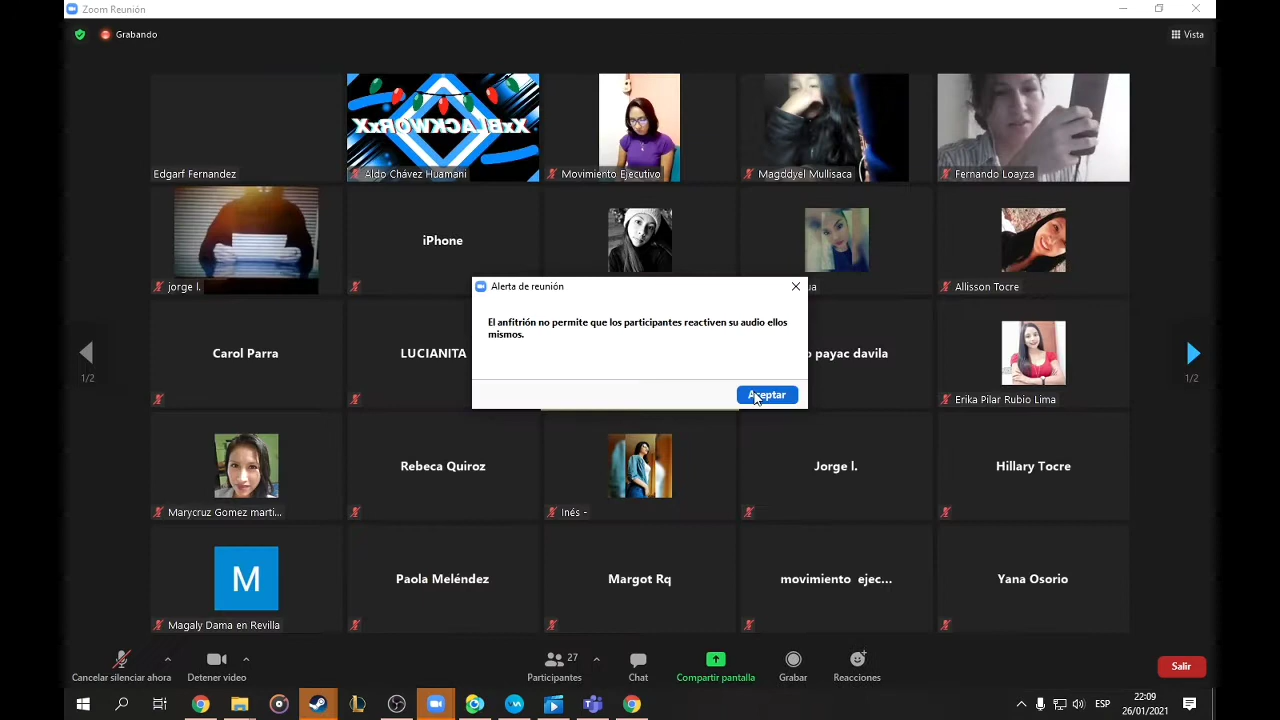 Zoom Reunión
Grabando
Vista
XxBLACKWORXxX
Edgarf Fernandez
Aldo Chávez Huamani
Movimiento Ejecutivo
Magddyel Mullisaca
Fernando Loayza
iPhone
jorge l.
ua
Allisson Tocre
Alerta de reunión
El anfitrión no permite que los participantes reactiven su audio ellos
mismos.
Aceptar
1/2
Carol Parra
LUCIANITA
payac davila
1/2
Erika Pilar Rubio Lima
Rebeca Quiroz
Jorge l.
Hillary Tocre
Marycruz Gomez marti...
Inés -
M
Paola Meléndez
Margot Rq
movimiento ejec...
Yana Osorio
Magaly Dama en Revilla
27
Cancelar silenciar ahora
Detener video
Participantes
Chat
Compartir pantalla
Grabar
Reacciones
Salir
ESP
22:09
26/01/2021